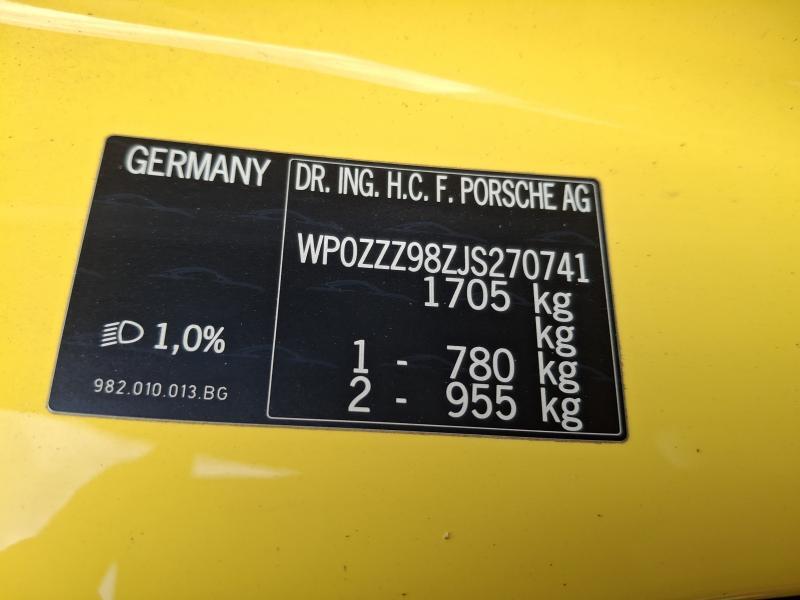 GERMANY
1,0%
982.010.013.BG
DR. ING. H.C. F. PORSCHE AG
WP0ZZZ98ZJS270741
1705 kg
kg
1 - 780 kg
2 - 955 kg